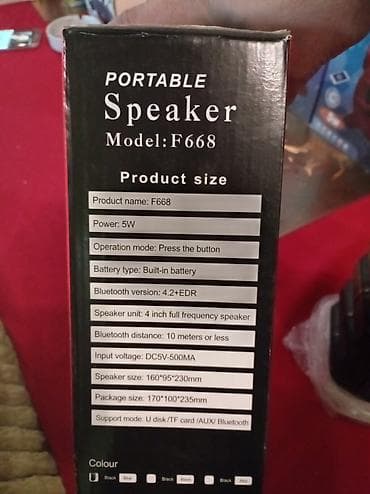 PORTABLE
Speaker
Model: F668
Product size
Product name: F668
Power: 5W
Operation mode: Press the button
Battery type: Built-in battery
Bluetooth version: 4.2+EDR
Speaker unit: 4 inch full frequency speaker
Bluetooth distance: 10 meters or less
Input voltage: DC5V-500MA
Speaker size: 160*95*230mm
Package size: 170*100*235mm
Support mode: U disk /TF card /AUX/ Bluetooth
Colour
Black Black Black